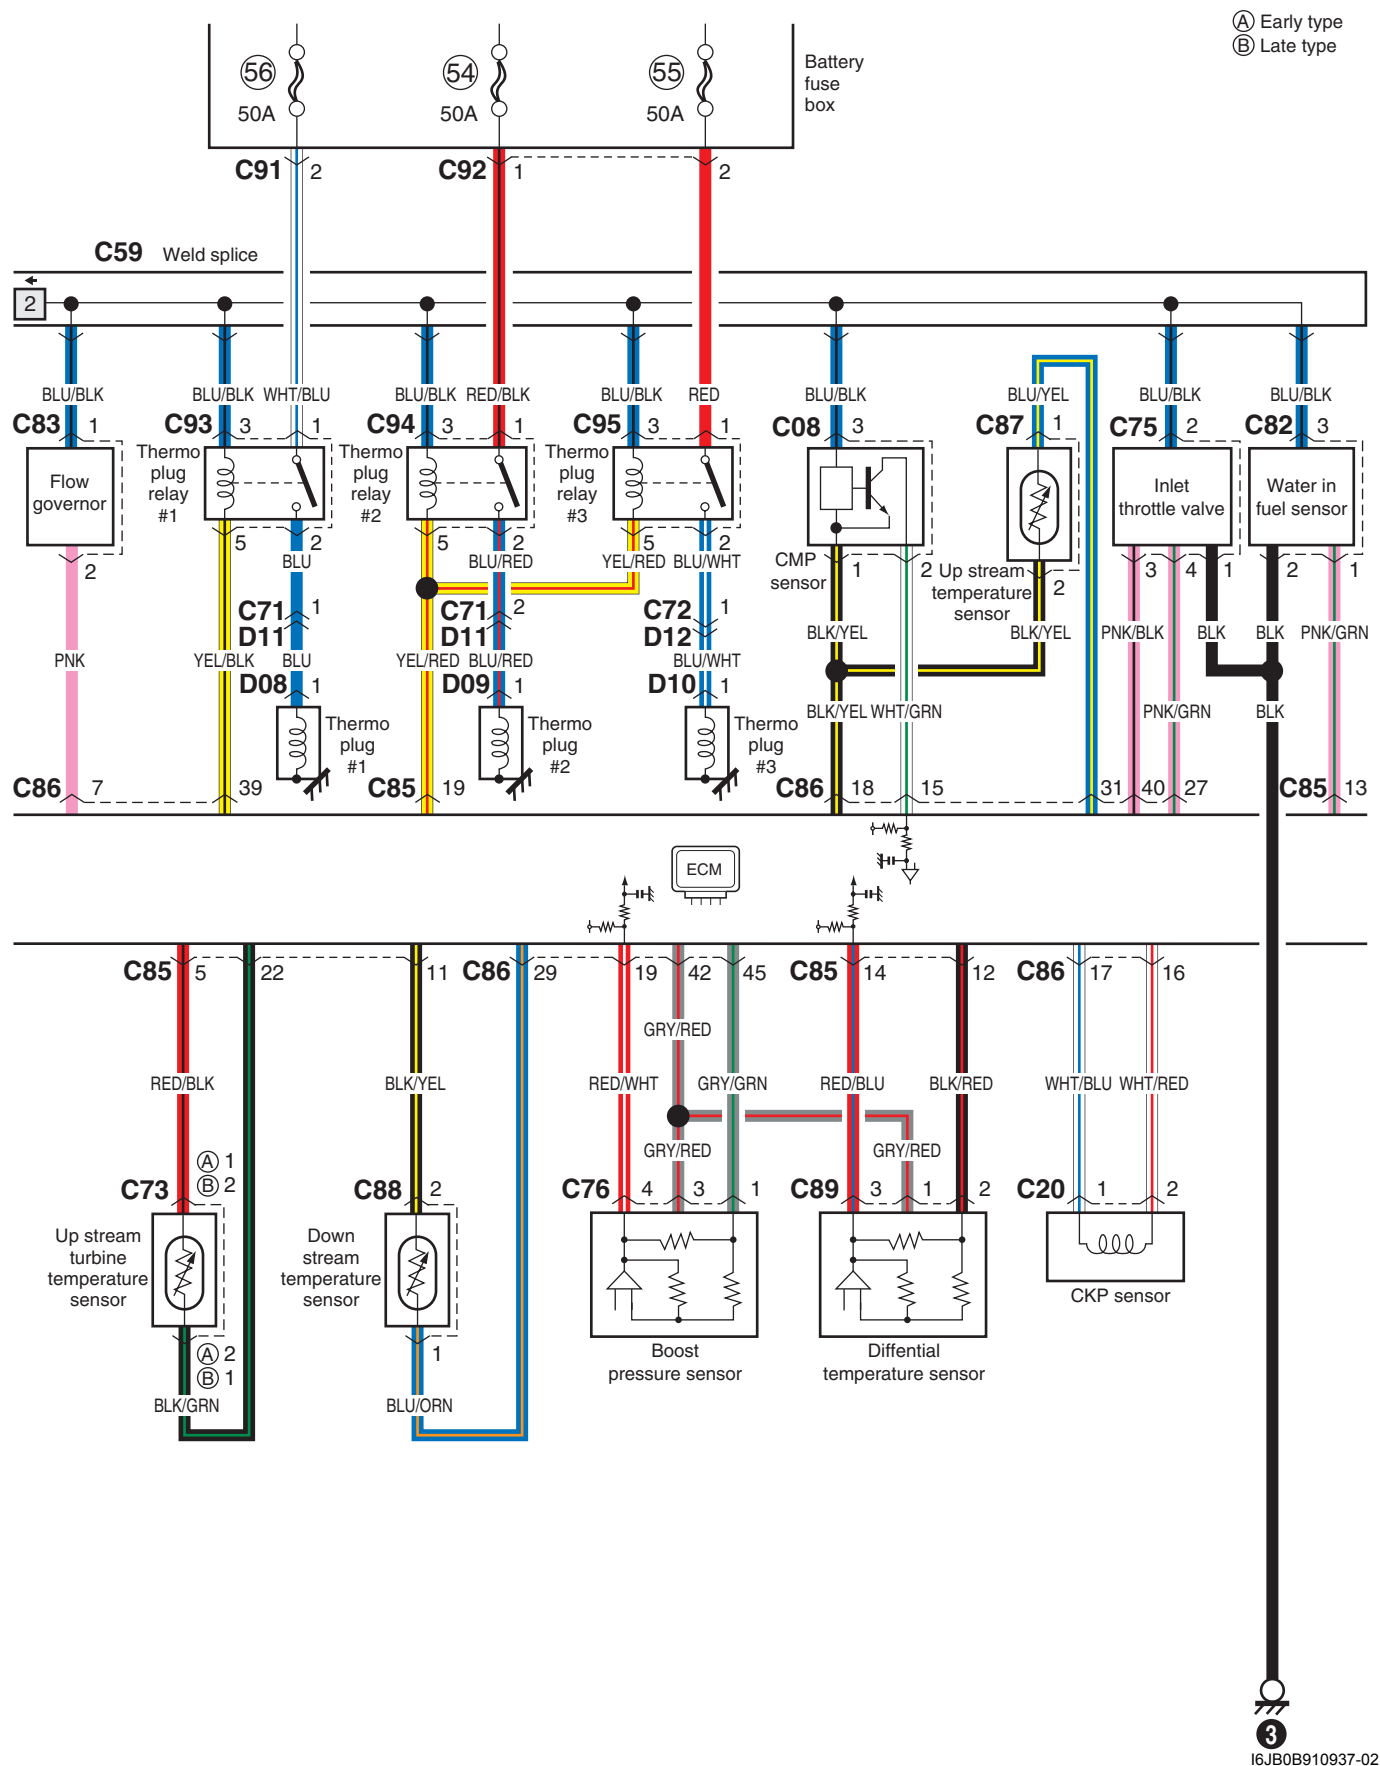 Ⓐ Early type
Ⓑ Late type
56
50A
54
50A
55
50A
Battery
fuse
box
C91 2
C92 1
2
C59 Weld splice
2
BLU/BLK
BLU/BLK
WHT/BLU
BLU/BLK
RED/BLK
BLU/BLK
RED
BLU/BLK
BLU/YEL
BLU/BLK
BLU/BLK
C83 1
C93 3
1
C94 3
1
C95 3
1
C08 3
C87 1
C75 2
C82 3
Flow
governor
Thermo
plug
relay
#1
Thermo
plug
relay
#2
Thermo
plug
relay
#3
CMP
sensor
Up stream
temperature
sensor
Inlet
throttle valve
Water in
fuel sensor
2
5
2
5
2
5
2
1
2
2
3
4
1
2
1
BLU
BLU/RED
YEL/RED
BLU/WHT
C71 1
D11
C71 2
D11
C72 1
D12
BLK/YEL
BLK/YEL
PNK/BLK
BLK
BLK
PNK/GRN
PNK
YEL/BLK
BLU
YEL/RED
BLU/RED
BLU/WHT
D08 1
D09 1
D10 1
BLK/YEL
WHT/GRN
PNK/GRN
BLK
Thermo
plug
#1
Thermo
plug
#2
Thermo
plug
#3
C86 7
39
C85 19
C86 18
15
31
40
27
C85 13
ECM
C85 5
22
11
C86 29
19
42
45
C85 14
12
C86 17
16
GRY/RED
RED/BLK
BLK/YEL
RED/WHT
GRY/GRN
RED/BLU
BLK/RED
WHT/BLU
WHT/RED
GRY/RED
GRY/RED
Ⓐ 1
Ⓑ 2
C73
C88 2
C76 4
3
1
C89 3
1
2
C20 1
2
Up stream
turbine
temperature
sensor
Down
stream
temperature
sensor
CKP sensor
Boost
pressure sensor
Diffential
temperature sensor
Ⓐ 2
Ⓑ 1
1
BLK/GRN
BLU/ORN
3
I6JB0B910937-02